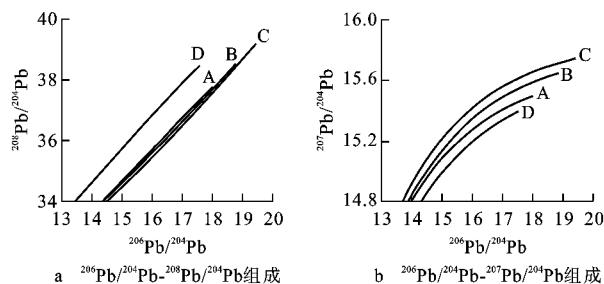 40
38
36
34
²⁰⁸Pb/²⁰⁴Pb
D
A
B
C
13 14 15 16 17 18 19 20
²⁰⁶Pb/²⁰⁴Pb
a ²⁰⁶Pb/²⁰⁴Pb-²⁰⁸Pb/²⁰⁴Pb组成
16.0
15.6
15.2
14.8
²⁰⁷Pb/²⁰⁴Pb
C
B
A
D
13 14 15 16 17 18 19 20
²⁰⁶Pb/²⁰⁴Pb
b ²⁰⁶Pb/²⁰⁴Pb-²⁰⁷Pb/²⁰⁴Pb组成